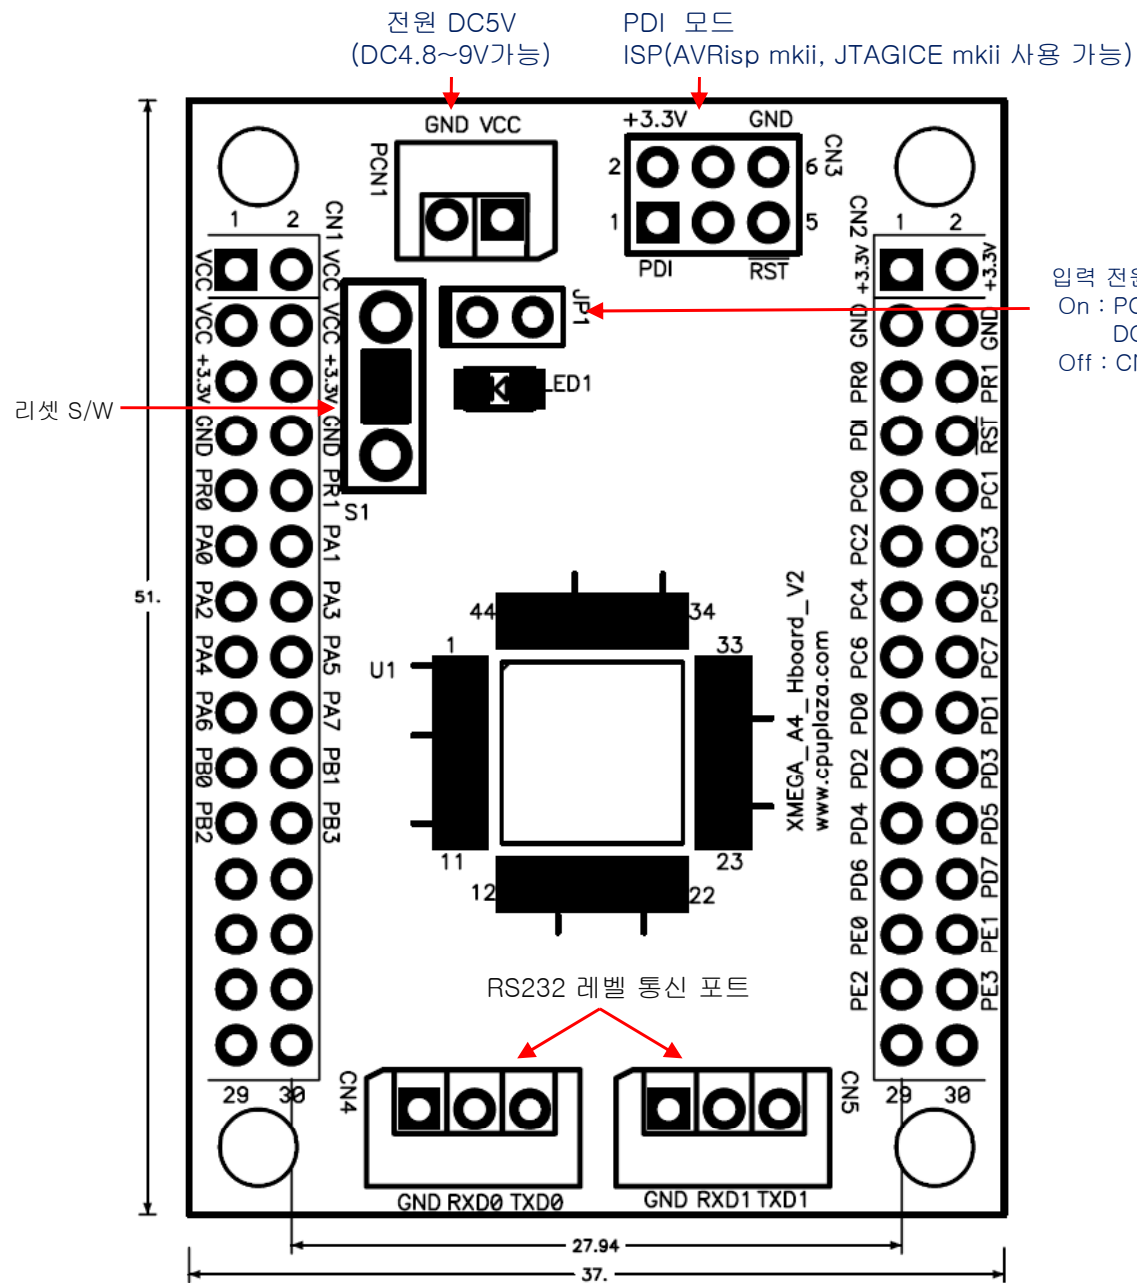 전원 DC5V
(DC4.8~9V가능)
PDI 모드
ISP(AVRisp mkii, JTAGICE mkii 사용 가능)
GND VCC
PCN1
+3.3V GND
2 6
CN3
1 5
PDI RST
1 2
CN1
VCC VCC
VCC VCC
+3.3V +3.3V
GND GND
PR0 PR1
PA0 PA1
PA2 PA3
PA4 PA5
PA6 PA7
PB0 PB1
PB2 PB3
29 30
JP1
LED1
S1
리셋 S/W
입력 전원
On : PC
DC
Off : CN
CN2
1 2
+3.3V +3.3V
GND GND
PR0 PR1
PDI RST
PC0 PC1
PC2 PC3
PC4 PC5
PC6 PC7
PD0 PD1
PD2 PD3
PD4 PD5
PD6 PD7
PE0 PE1
PE2 PE3
29 30
44 34
1 33
U1
11 23
12 22
XMEGA_A4_Hboard_V2
www.cpuplaza.com
RS232 레벨 통신 포트
CN4
GND RXD0 TXD0
CN5
GND RXD1 TXD1
51.
27.94
37.